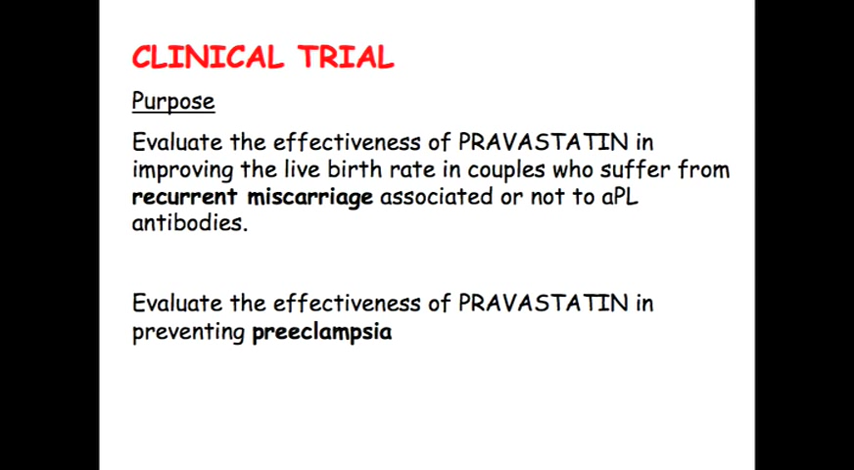 CLINICAL TRIAL
Purpose
Evaluate the effectiveness of PRAVASTATIN in
improving the live birth rate in couples who suffer from
recurrent miscarriage associated or not to aPL
antibodies.
Evaluate the effectiveness of PRAVASTATIN in
preventing preeclampsia